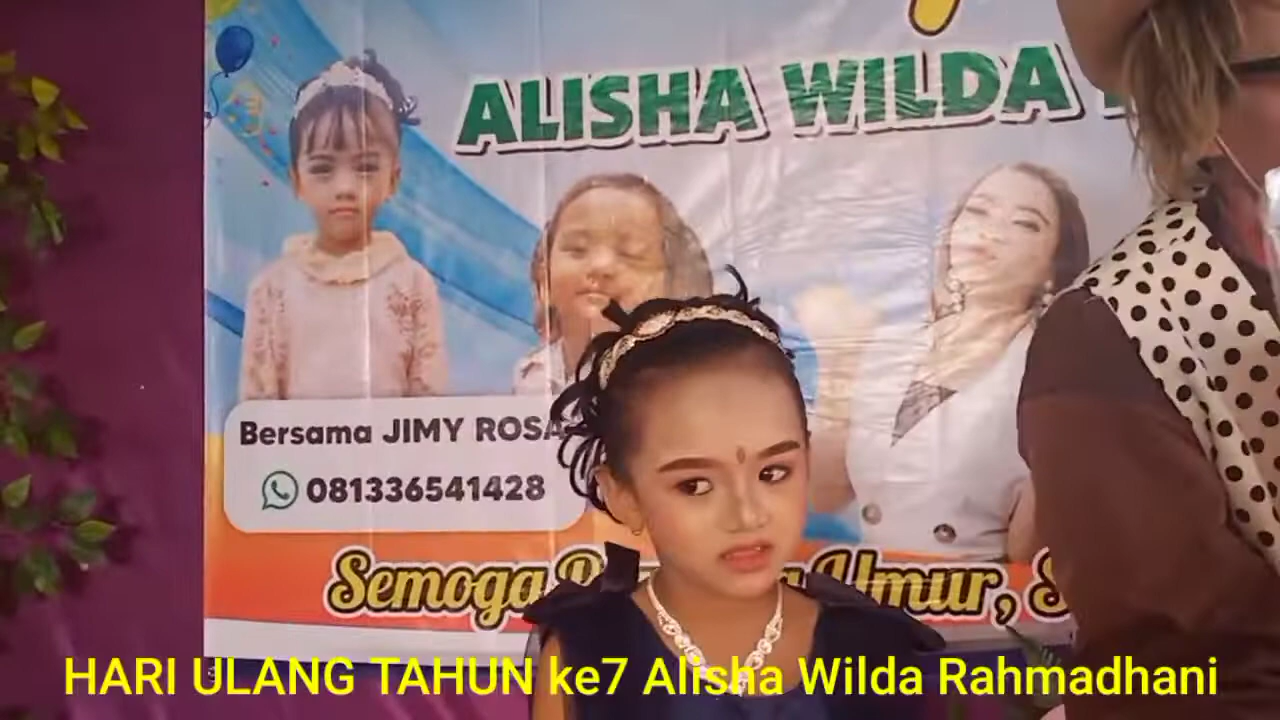 ALISHA WILDA
Bersama JIMY ROSA
081336541428
Semoga Umur, S
HARI ULANG TAHUN ke7 Alisha Wilda Rahmadhani